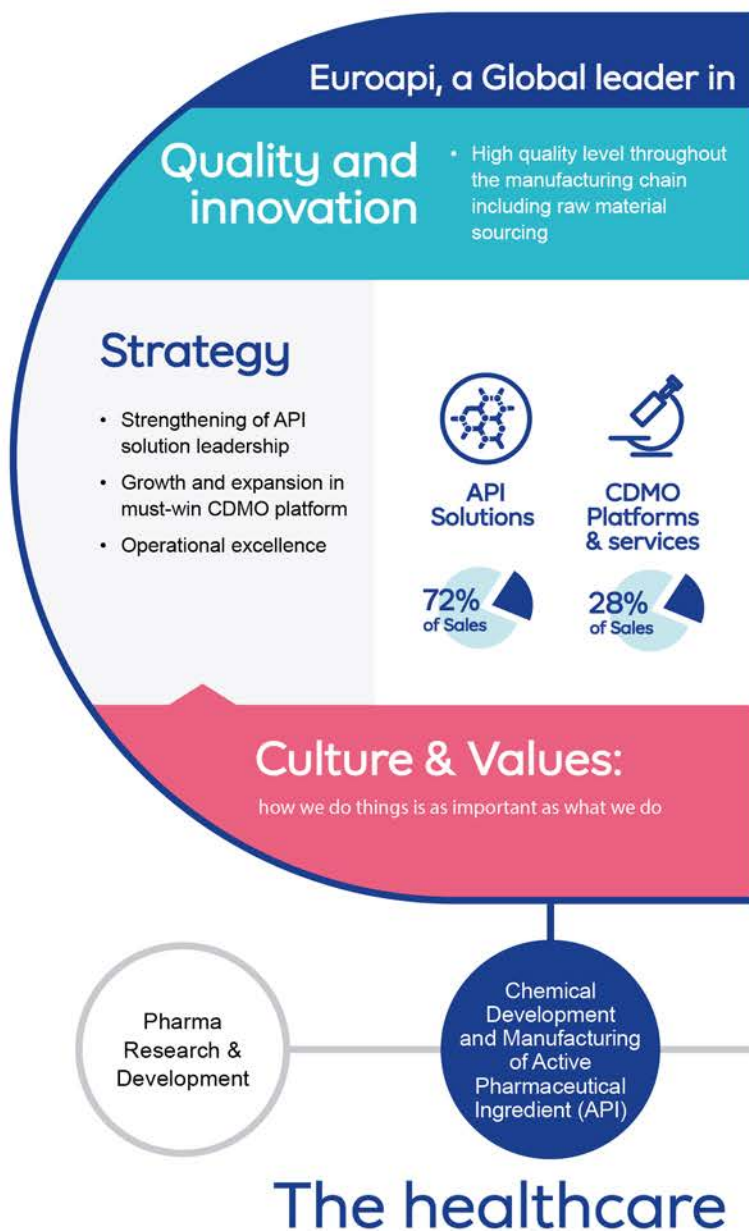 Euroapi, a Global leader in
Quality and
innovation
• High quality level throughout
the manufacturing chain
including raw material
sourcing
Strategy
• Strengthening of API
solution leadership
• Growth and expansion in
must-win CDMO platform
• Operational excellence
API
Solutions
72%
of Sales
CDMO
Platforms
& services
28%
of Sales
Culture & Values:
how we do things is as important as what we do
Pharma
Research &
Development
Chemical
Development
and Manufacturing
of Active
Pharmaceutical
Ingredient (API)
The healthcare